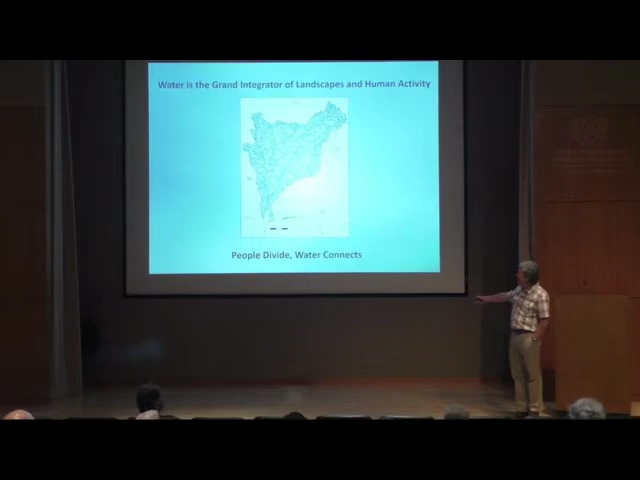 Water is the Grand Integrator of Landscapes and Human Activity
People Divide, Water Connects